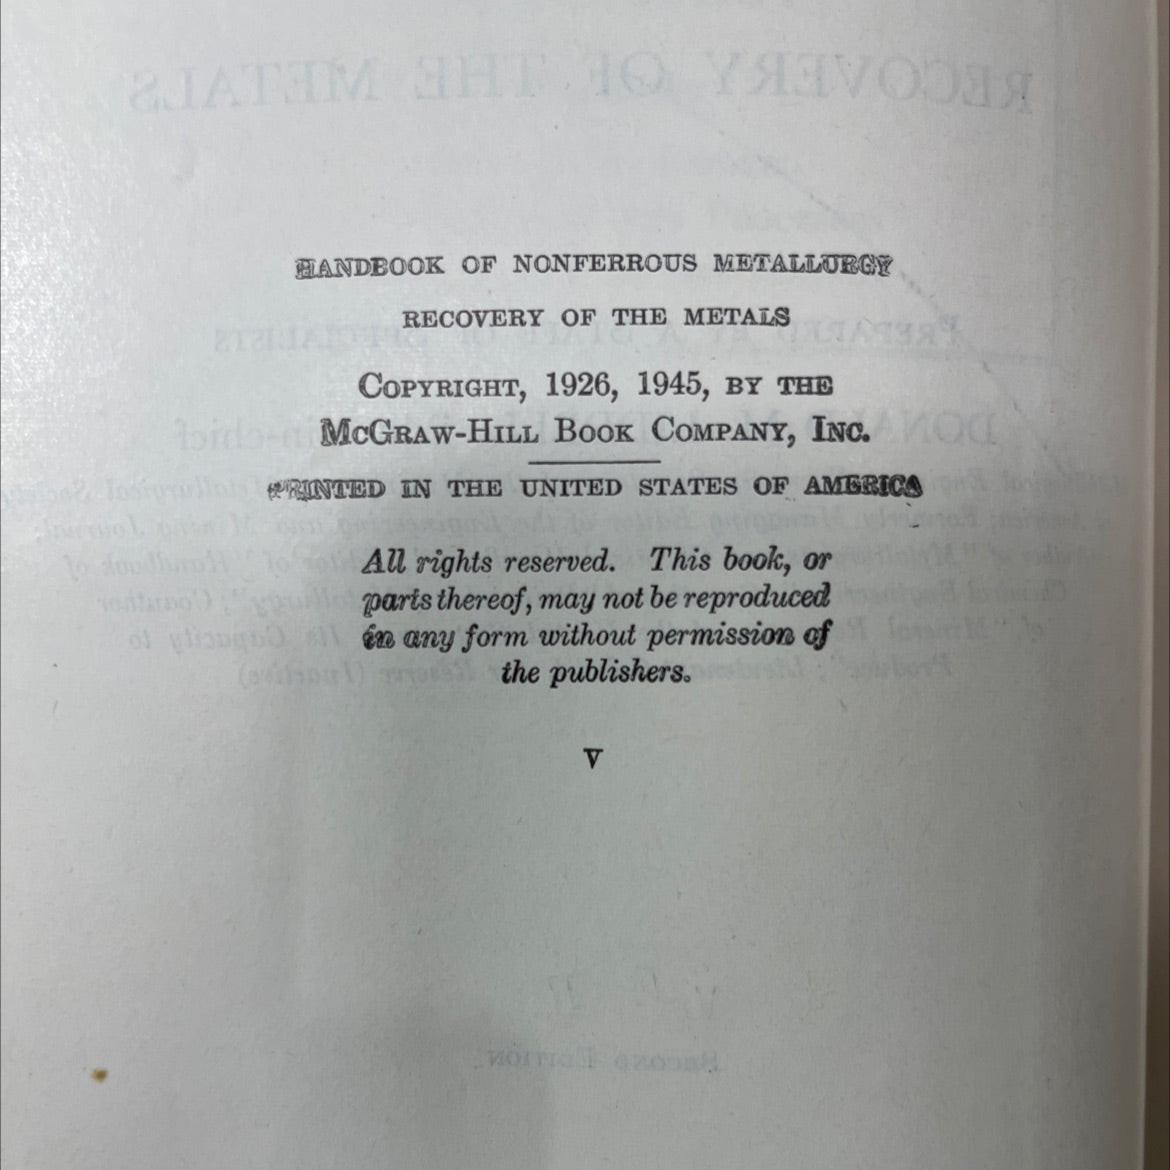 HANDBOOK OF NONFERROUS METALLURGY
RECOVERY OF THE METALS
COPYRIGHT, 1926, 1945, BY THE
MCGRAW-HILL BOOK COMPANY, INC.
PRINTED IN THE UNITED STATES OF AMERICA
All rights reserved. This book, or
parts thereof, may not be reproduced
in any form without permission of
the publishers.
V